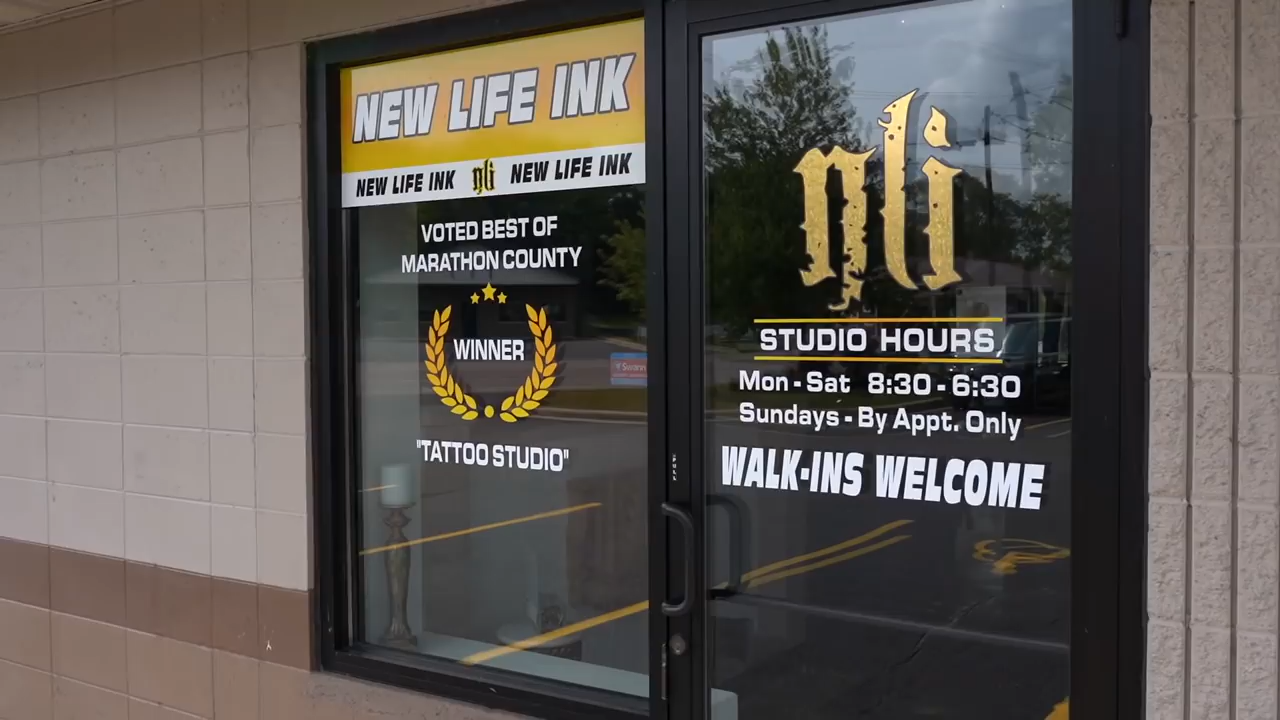 NEW LIFE INK
NEW LIFE INK nli NEW LIFE INK
VOTED BEST OF
MARATHON COUNTY
WINNER
"TATTOO STUDIO"
nli
STUDIO HOURS
Mon - Sat 8:30 - 6:30
Sundays - By Appt. Only
WALK-INS WELCOME